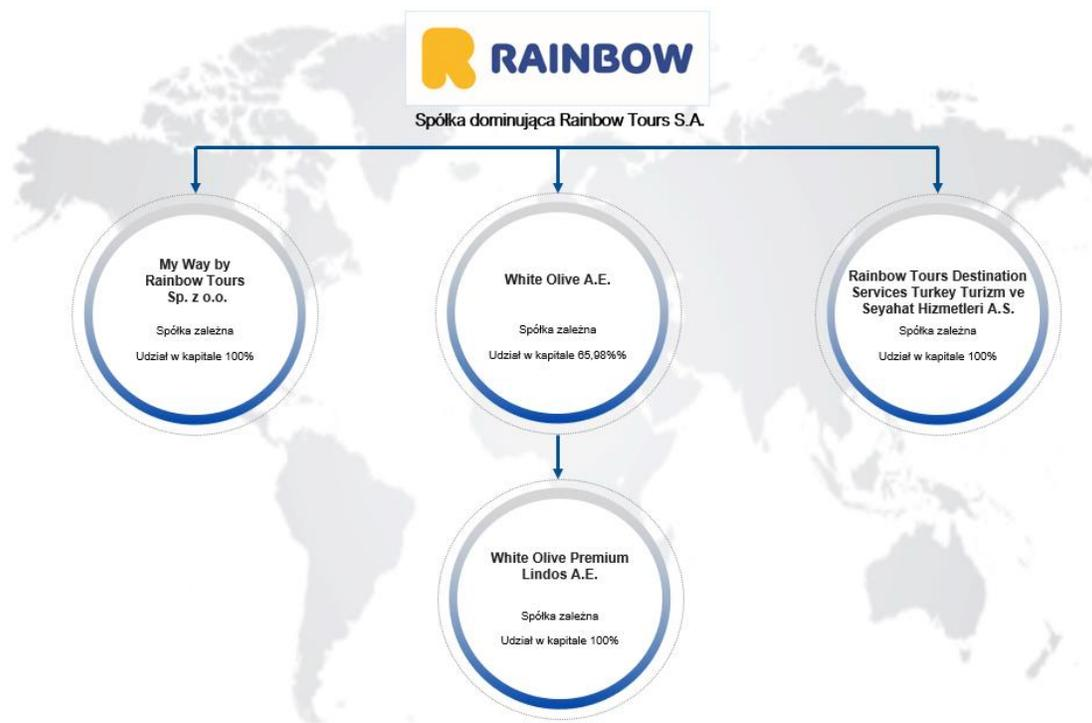 RAINBOW
Spółka dominująca Rainbow Tours S.A.
My Way by
Rainbow Tours
Sp. z o.o.
Spółka zależna
Udział w kapitale 100%
White Olive A.E.
Spółka zależna
Udział w kapitale 65,98%%
Rainbow Tours Destination
Services Turkey Turizm ve
Seyahat Hizmetleri A.S.
Spółka zależna
Udział w kapitale 100%
White Olive Premium
Lindos A.E.
Spółka zależna
Udział w kapitale 100%